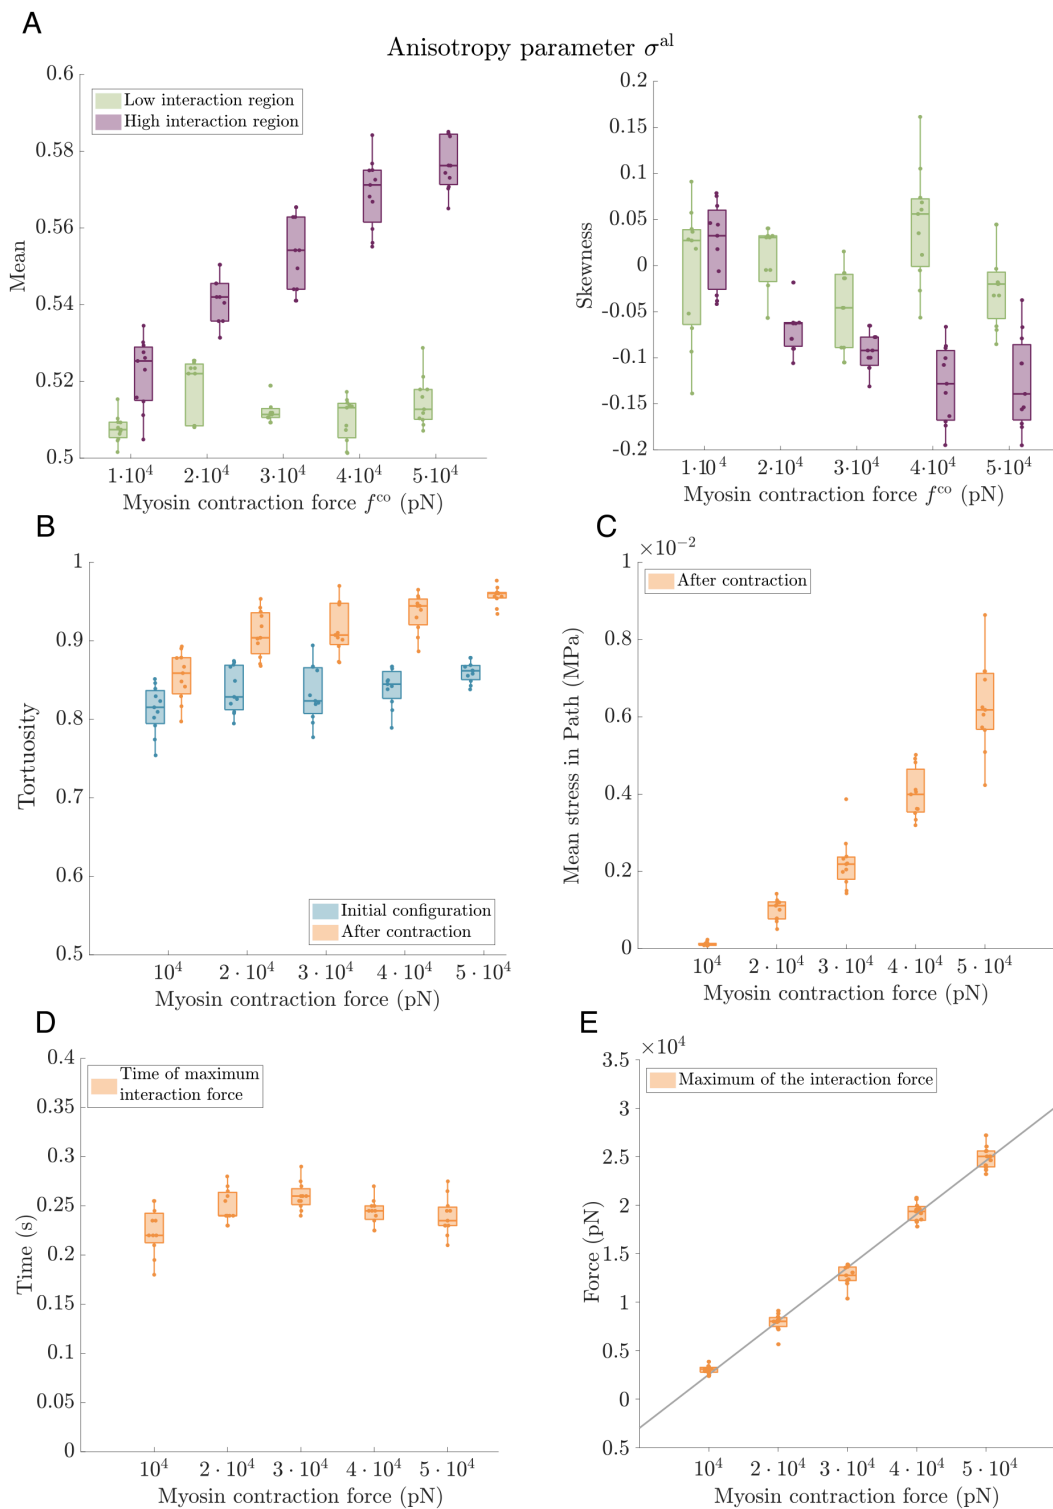 A
Anisotropy parameter σ^al
0.6
0.58
0.56
0.54
0.52
0.5
Mean
Low interaction region
High interaction region
1·10^4 2·10^4 3·10^4 4·10^4 5·10^4
Myosin contraction force f^co (pN)
0.2
0.15
0.1
0.05
0
-0.05
-0.1
-0.15
-0.2
Skewness
1·10^4 2·10^4 3·10^4 4·10^4 5·10^4
Myosin contraction force f^co (pN)
B
1
0.9
0.8
0.7
0.6
0.5
Tortuosity
Initial configuration
After contraction
10^4 2·10^4 3·10^4 4·10^4 5·10^4
Myosin contraction force (pN)
C
×10^-2
1
0.8
0.6
0.4
0.2
0
Mean stress in Path (MPa)
After contraction
10^4 2·10^4 3·10^4 4·10^4 5·10^4
Myosin contraction force (pN)
D
0.4
0.35
0.3
0.25
0.2
0.15
0.1
0.05
0
Time (s)
Time of maximum
interaction force
10^4 2·10^4 3·10^4 4·10^4 5·10^4
Myosin contraction force (pN)
E
×10^4
3.5
3
2.5
2
1.5
1
0.5
0
0.5
Force (pN)
Maximum of the interaction force
10^4 2·10^4 3·10^4 4·10^4 5·10^4
Myosin contraction force (pN)